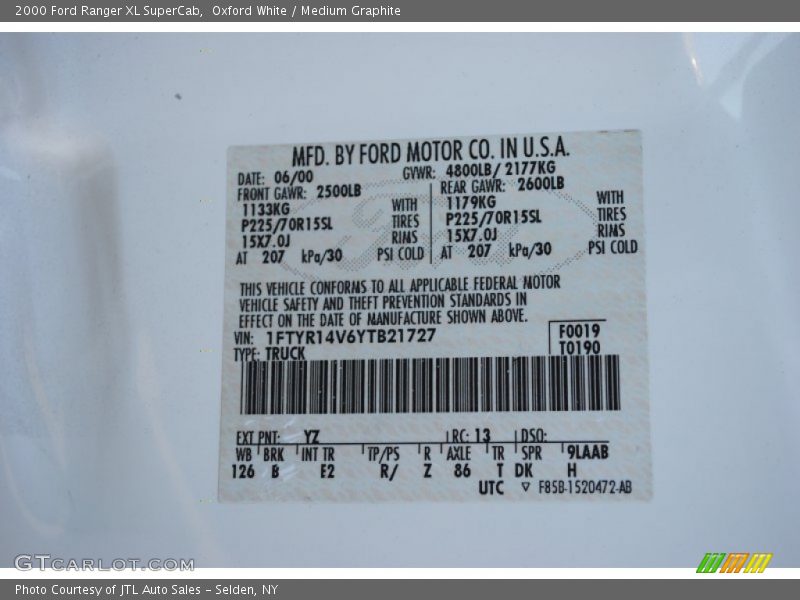 2000 Ford Ranger XL SuperCab,  Oxford White / Medium Graphite
MFD. BY FORD MOTOR CO. IN U.S.A.
DATE: 06/00 GVWR: 4800LB/ 2177KG
FRONT GAWR: 2500LB REAR GAWR: 2600LB
1133KG WITH 1179KG WITH
P225/70R15SL TIRES P225/70R15SL TIRES
15X7.0J RIMS 15X7.0J RIMS
AT 207 kPa/30 PSI COLD AT 207 kPa/30 PSI COLD
THIS VEHICLE CONFORMS TO ALL APPLICABLE FEDERAL MOTOR
VEHICLE SAFETY AND THEFT PREVENTION STANDARDS IN
EFFECT ON THE DATE OF MANUFACTURE SHOWN ABOVE.
VIN: 1FTYR14V6YTB21727 F0019
TYPE: TRUCK T0190
EXT PNT: YZ RC: 13 DSO:
WB BRK INT TR TP/PS R AXLE TR SPR 9LAAB
126 B E2 R/ Z 86 T DK H
UTC ▽ F85B-1520472-AB
GTCARLOT.COM
Photo Courtesy of JTL Auto Sales - Selden, NY